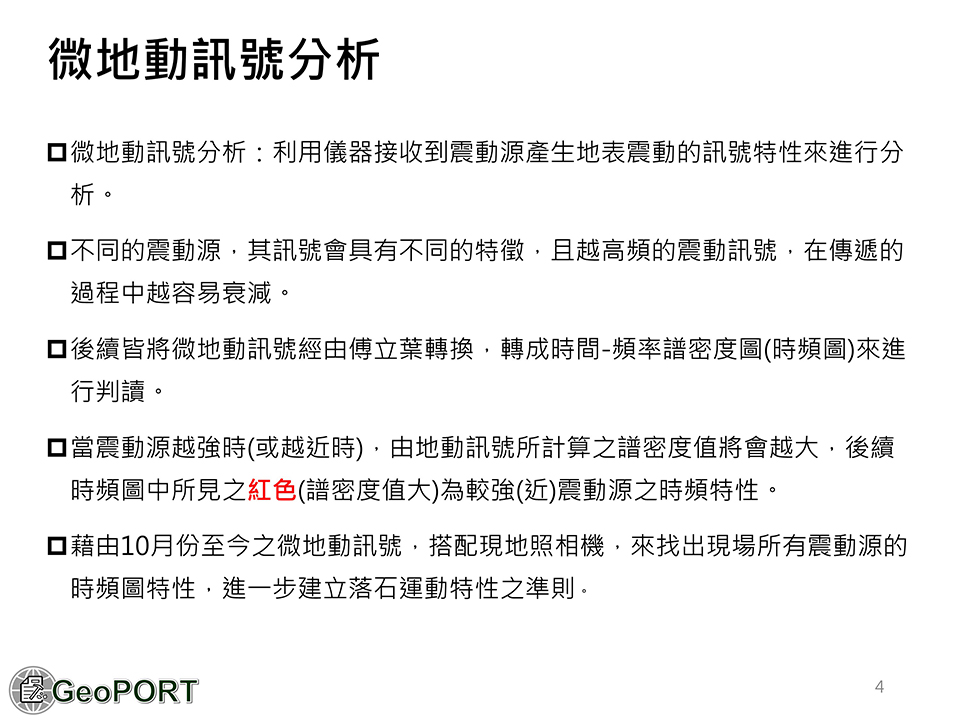 微地動訊號分析
微地動訊號分析：利用儀器接收到震動源產生地表震動的訊號特性來進行分
析。
不同的震動源，其訊號會具有不同的特徵，且越高頻的震動訊號，在傳遞的
過程中越容易衰減。
後續皆將微地動訊號經由傅立葉轉換，轉成時間-頻率譜密度圖(時頻圖)來進
行判讀。
當震動源越強時(或越近時)，由地動訊號所計算之譜密度值將會越大，後續
時頻圖中所見之紅色(譜密度值大)為較強(近)震動源之時頻特性。
藉由10月份至今之微地動訊號，搭配現地照相機，來找出現場所有震動源的
時頻圖特性，進一步建立落石運動特性之準則。
GeoPORT
4